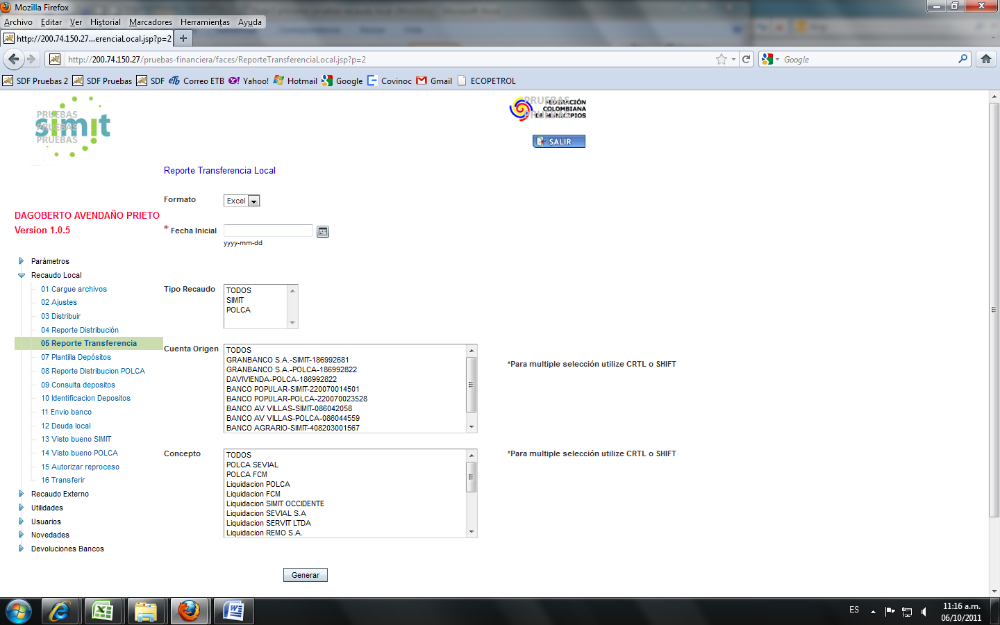 Mozilla Firefox
Archivo Editar Ver Historial Marcadores Herramientas Ayuda
http://200.74.150.27...erenciaLocal.jsp?p=2
http://200.74.150.27/pruebas-financiera/faces/ReporteTransferenciaLocal.jsp?p=2
Google
SDF Pruebas 2 SDF Pruebas SDF Correo ETB Yahoo! Hotmail Google Covinoc Gmail ECOPETROL
PRUEBAS
PRUEBAS
PRUEBAS
simit
PRUEBAS
FEDERACIÓN
COLOMBIANA
DE MUNICIPIOS
SALIR
Reporte Transferencia Local
Formato Excel
DAGOBERTO AVENDAÑO PRIETO
Version 1.0.5
* Fecha Inicial
yyyy-mm-dd
Parámetros
Recaudo Local
01 Cargue archivos
02 Ajustes
03 Distribuir
04 Reporte Distribución
05 Reporte Transferencia
07 Plantilla Depósitos
08 Reporte Distribucion POLCA
09 Consulta depositos
10 Identificacion Depositos
11 Envio banco
12 Deuda local
13 Visto bueno SIMIT
14 Visto bueno POLCA
15 Autorizar reproceso
16 Transferir
Recaudo Externo
Utilidades
Usuarios
Novedades
Devoluciones Bancos
Tipo Recaudo
TODOS
SIMIT
POLCA
Cuenta Origen
TODOS
GRANBANCO S.A.-SIMIT-186992681
GRANBANCO S.A.-POLCA-186992822
DAVIVIENDA-POLCA-186992822
BANCO POPULAR-SIMIT-220070014501
BANCO POPULAR-POLCA-220070023528
BANCO AV VILLAS-SIMIT-086042058
BANCO AV VILLAS-POLCA-086044559
BANCO AGRARIO-SIMIT-408203001567
*Para multiple selección utilize CRTL o SHIFT
Concepto
TODOS
POLCA SEVIAL
POLCA FCM
Liquidacion POLCA
Liquidacion FCM
Liquidacion SIMIT OCCIDENTE
Liquidacion SEVIAL S.A
Liquidacion SERVIT LTDA
Liquidacion REMO S.A.
*Para multiple selección utilize CRTL o SHIFT
Generar
ES
11:16 a.m.
06/10/2011